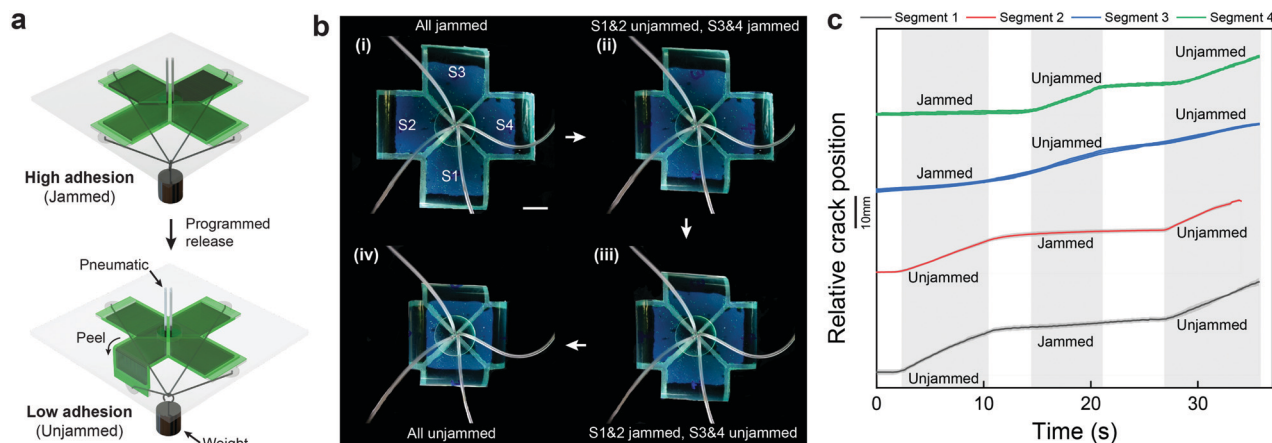 a
High adhesion
(Jammed)
Programmed
release
Pneumatic
Peel
Low adhesion
(Unjammed)
Weight
b
All jammed
S1&2 unjammed, S3&4 jammed
(i)
(ii)
S3
S2
S4
S1
(iv)
(iii)
All unjammed
S1&2 jammed, S3&4 unjammed
c
Segment 1
Segment 2
Segment 3
Segment 4
Relative crack position
10mm
Jammed
Unjammed
Unjammed
Jammed
Unjammed
Unjammed
Unjammed
Jammed
Unjammed
Unjammed
Jammed
Unjammed
0
10
20
30
Time (s)